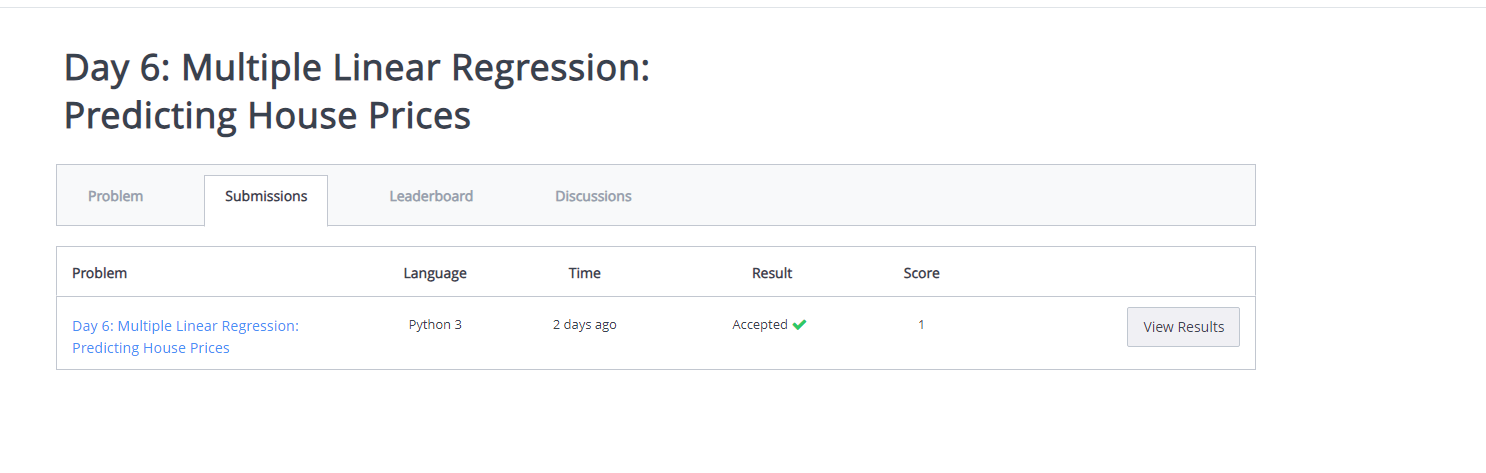 Day 6: Multiple Linear Regression:
Predicting House Prices
Problem Submissions Leaderboard Discussions
Problem Language Time Result Score
Day 6: Multiple Linear Regression: Python 3 2 days ago Accepted 1 View Results
Predicting House Prices